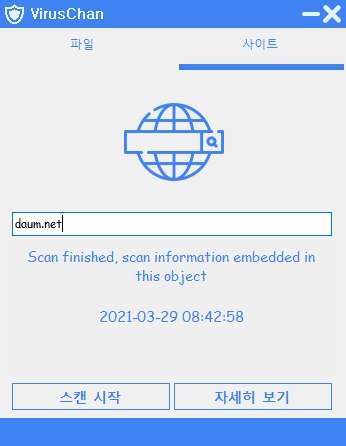 VirusChan
파일
사이트
daum.net
Scan finished, scan information embedded in
this object
2021-03-29 08:42:58
스캔 시작
자세히 보기